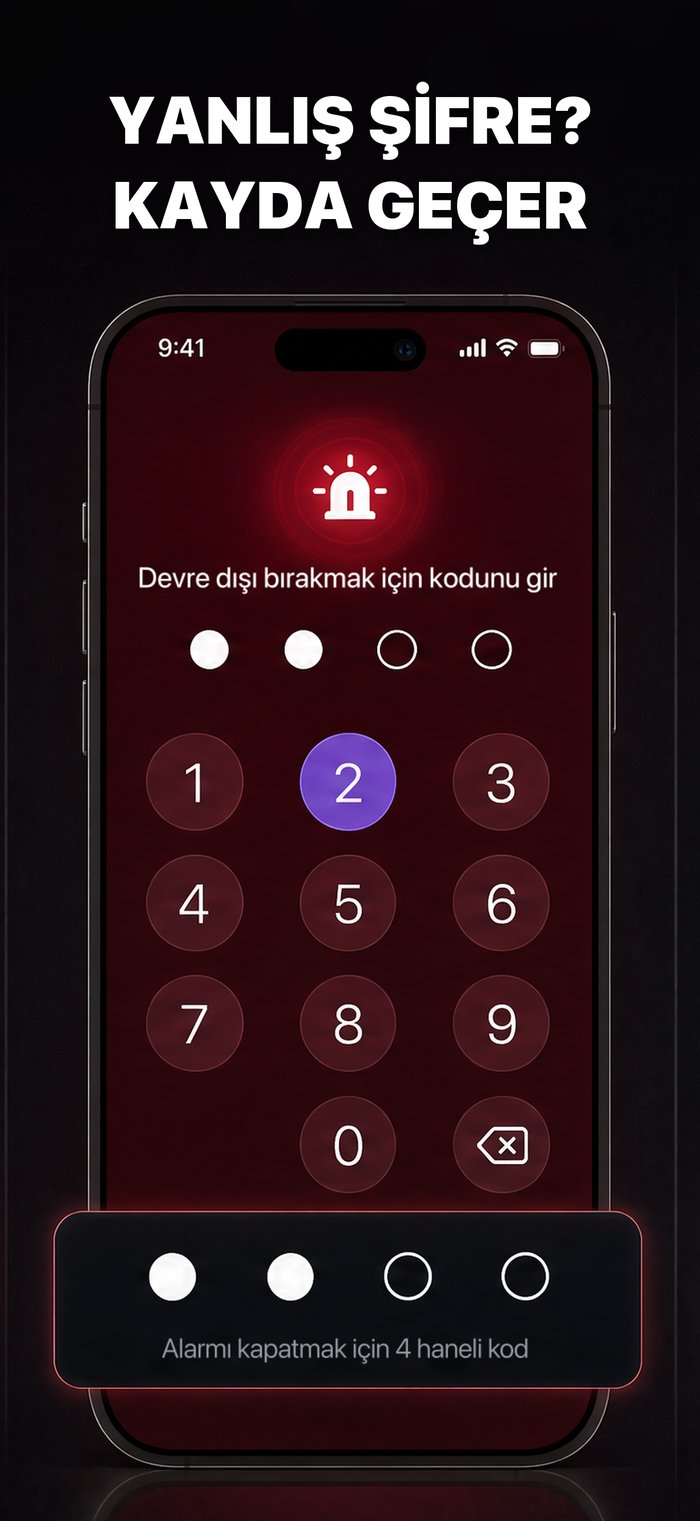 YANLIŞ ŞİFRE?
KAYDA GEÇER
9:41
Devre dışı bırakmak için kodunu gir
1 2 3
4 5 6
7 8 9
0
Alarmı kapatmak için 4 haneli kod